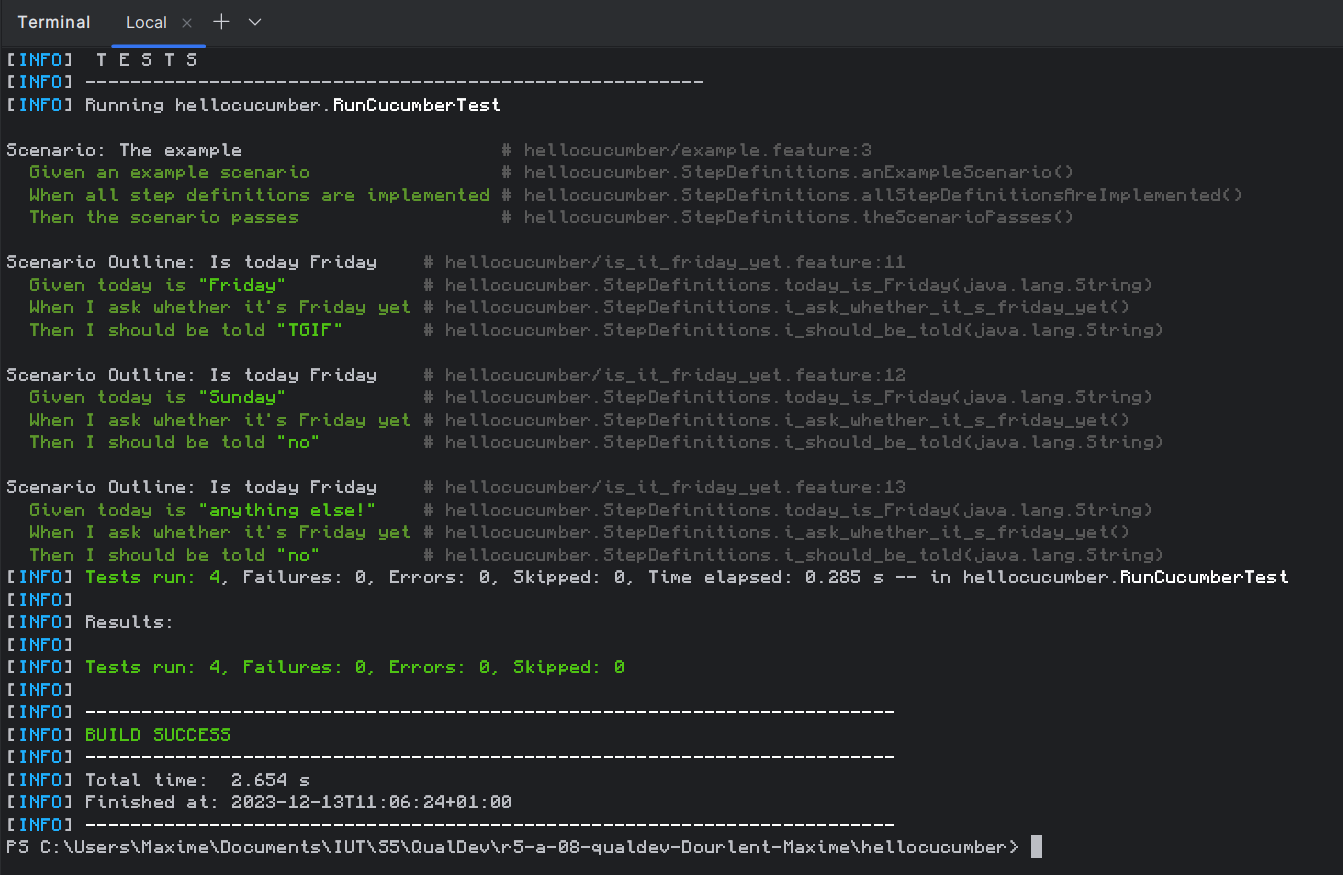 Terminal Local × + ⌄
[INFO]  T E S T S
[INFO] -------------------------------------------------------
[INFO] Running hellocucumber.RunCucumberTest
Scenario: The example                       # hellocucumber/example.feature:3
  Given an example scenario                 # hellocucumber.StepDefinitions.anExampleScenario()
  When all step definitions are implemented # hellocucumber.StepDefinitions.allStepDefinitionsAreImplemented()
  Then the scenario passes                  # hellocucumber.StepDefinitions.theScenarioPasses()
Scenario Outline: Is today Friday    # hellocucumber/is_it_friday_yet.feature:11
  Given today is "Friday"            # hellocucumber.StepDefinitions.today_is_Friday(java.lang.String)
  When I ask whether it's Friday yet # hellocucumber.StepDefinitions.i_ask_whether_it_s_friday_yet()
  Then I should be told "TGIF"       # hellocucumber.StepDefinitions.i_should_be_told(java.lang.String)
Scenario Outline: Is today Friday    # hellocucumber/is_it_friday_yet.feature:12
  Given today is "Sunday"            # hellocucumber.StepDefinitions.today_is_Friday(java.lang.String)
  When I ask whether it's Friday yet # hellocucumber.StepDefinitions.i_ask_whether_it_s_friday_yet()
  Then I should be told "no"         # hellocucumber.StepDefinitions.i_should_be_told(java.lang.String)
Scenario Outline: Is today Friday    # hellocucumber/is_it_friday_yet.feature:13
  Given today is "anything else!"    # hellocucumber.StepDefinitions.today_is_Friday(java.lang.String)
  When I ask whether it's Friday yet # hellocucumber.StepDefinitions.i_ask_whether_it_s_friday_yet()
  Then I should be told "no"         # hellocucumber.StepDefinitions.i_should_be_told(java.lang.String)
[INFO] Tests run: 4, Failures: 0, Errors: 0, Skipped: 0, Time elapsed: 0.285 s -- in hellocucumber.RunCucumberTest
[INFO]
[INFO] Results:
[INFO]
[INFO] Tests run: 4, Failures: 0, Errors: 0, Skipped: 0
[INFO]
[INFO] ------------------------------------------------------------------------
[INFO] BUILD SUCCESS
[INFO] ------------------------------------------------------------------------
[INFO] Total time:  2.654 s
[INFO] Finished at: 2023-12-13T11:06:24+01:00
[INFO] ------------------------------------------------------------------------
PS C:\Users\Maxime\Documents\IUT\S5\QualDev\r5-a-08-qualdev-Dourlent-Maxime\hellocucumber>